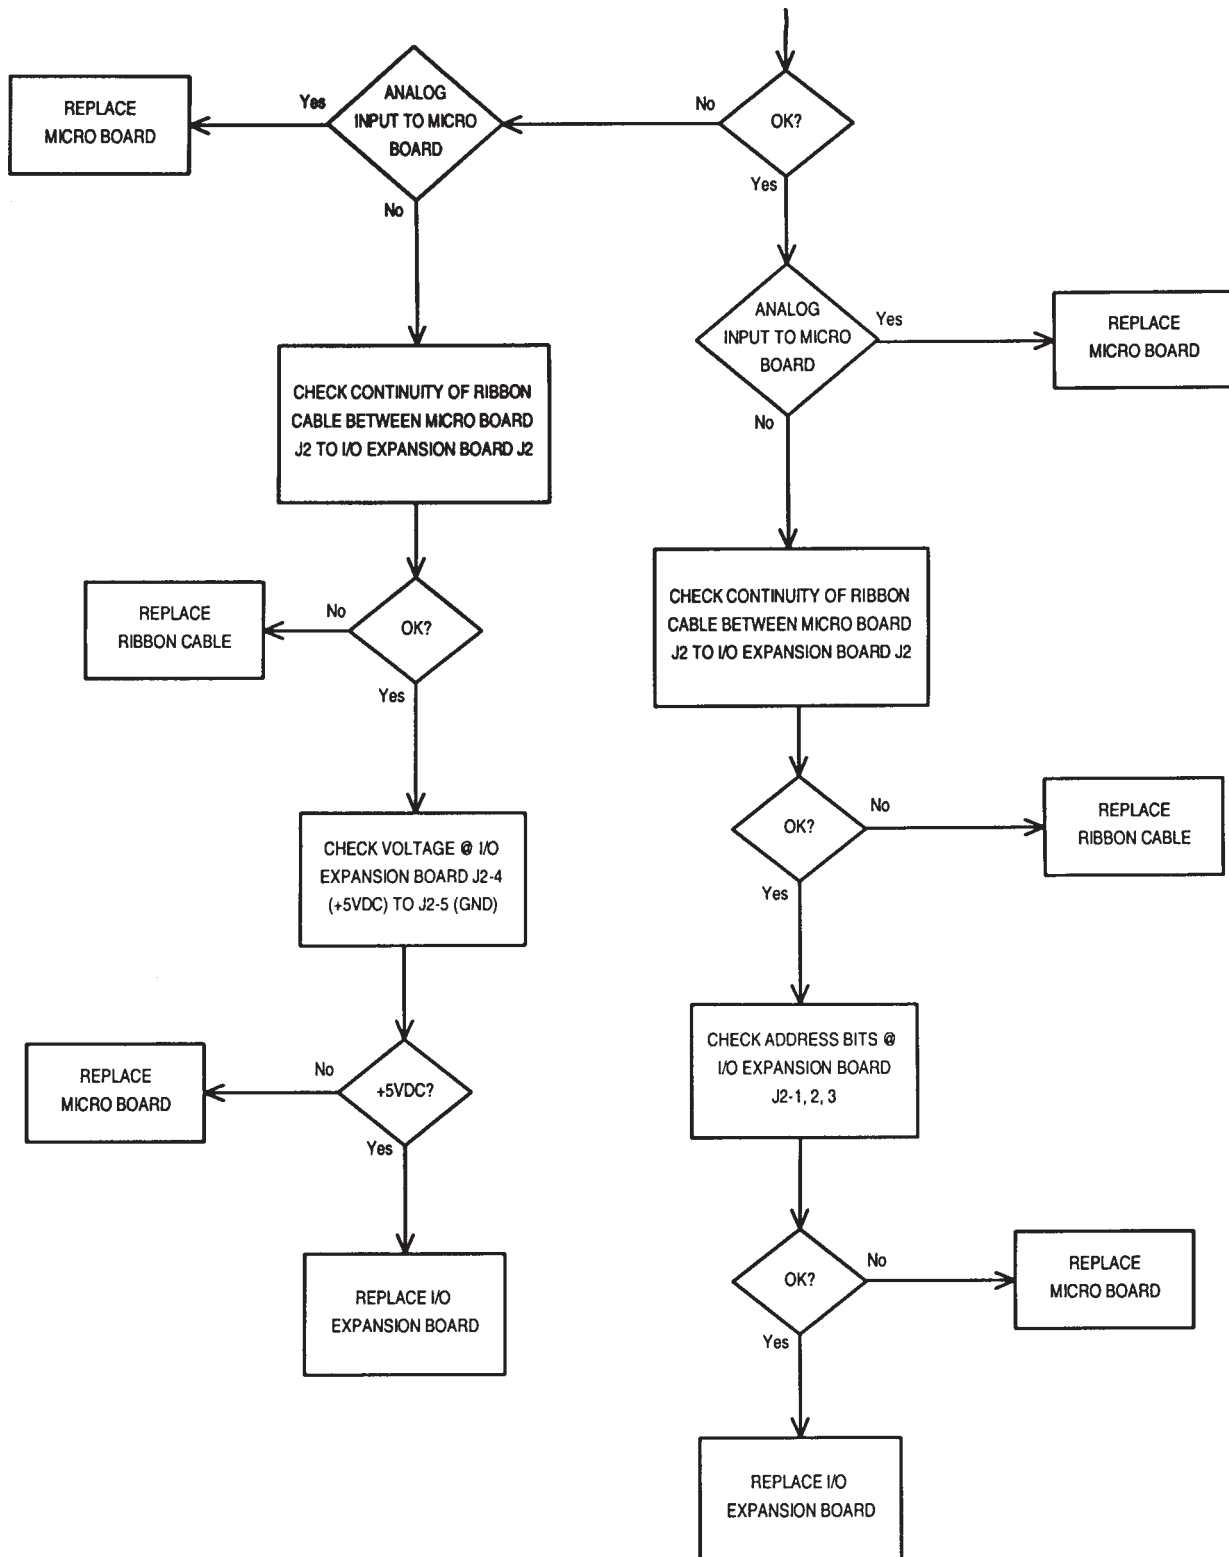 OK?
No
Yes
ANALOG
INPUT TO MICRO
BOARD
Yes
No
REPLACE
MICRO BOARD
CHECK CONTINUITY OF RIBBON
CABLE BETWEEN MICRO BOARD
J2 TO I/O EXPANSION BOARD J2
OK?
No
Yes
REPLACE
RIBBON CABLE
CHECK VOLTAGE @ I/O
EXPANSION BOARD J2-4
(+5VDC) TO J2-5 (GND)
+5VDC?
No
Yes
REPLACE
MICRO BOARD
REPLACE I/O
EXPANSION BOARD
ANALOG
INPUT TO MICRO
BOARD
Yes
No
REPLACE
MICRO BOARD
CHECK CONTINUITY OF RIBBON
CABLE BETWEEN MICRO BOARD
J2 TO I/O EXPANSION BOARD J2
OK?
No
Yes
REPLACE
RIBBON CABLE
CHECK ADDRESS BITS @
I/O EXPANSION BOARD
J2-1, 2, 3
OK?
No
Yes
REPLACE
MICRO BOARD
REPLACE I/O
EXPANSION BOARD